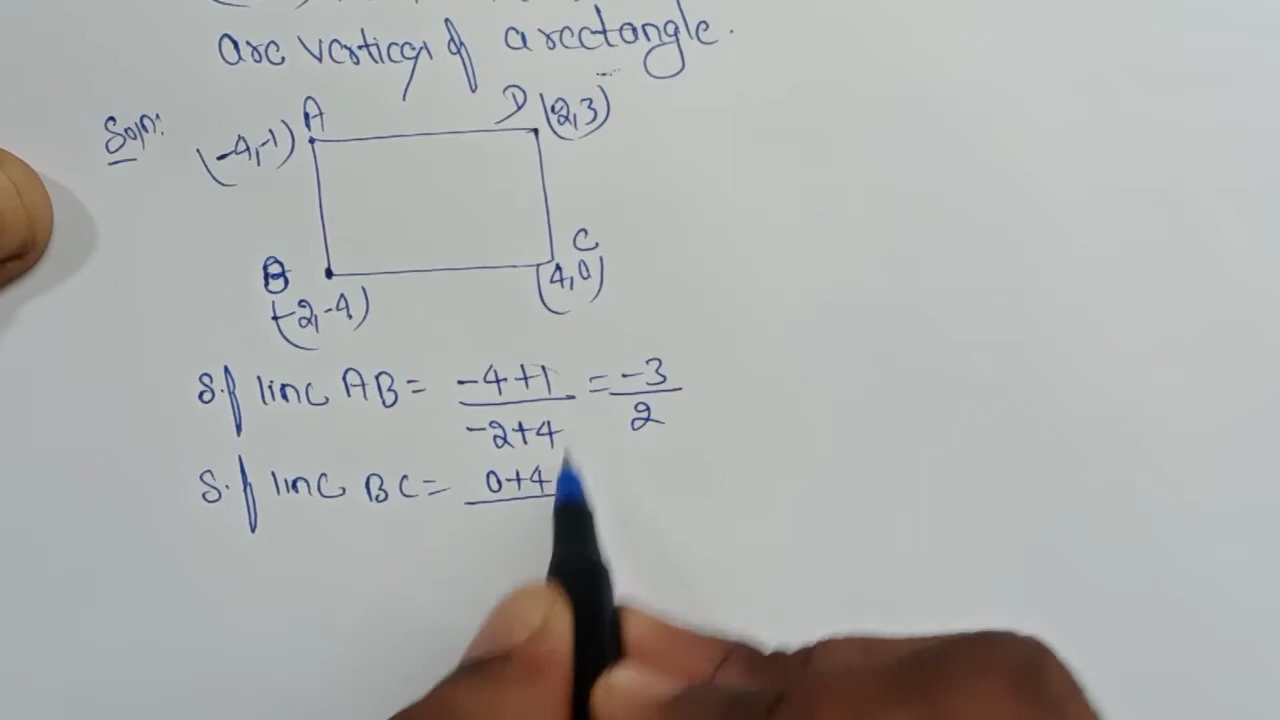 are vertices of a rectangle.
Soln:
A
D (2,3)
(-4,-1)
B
C
(4,0)
(-2,-4)
S.of line AB = -4+1/-2+4 = -3/2
S.of line BC = 0+4